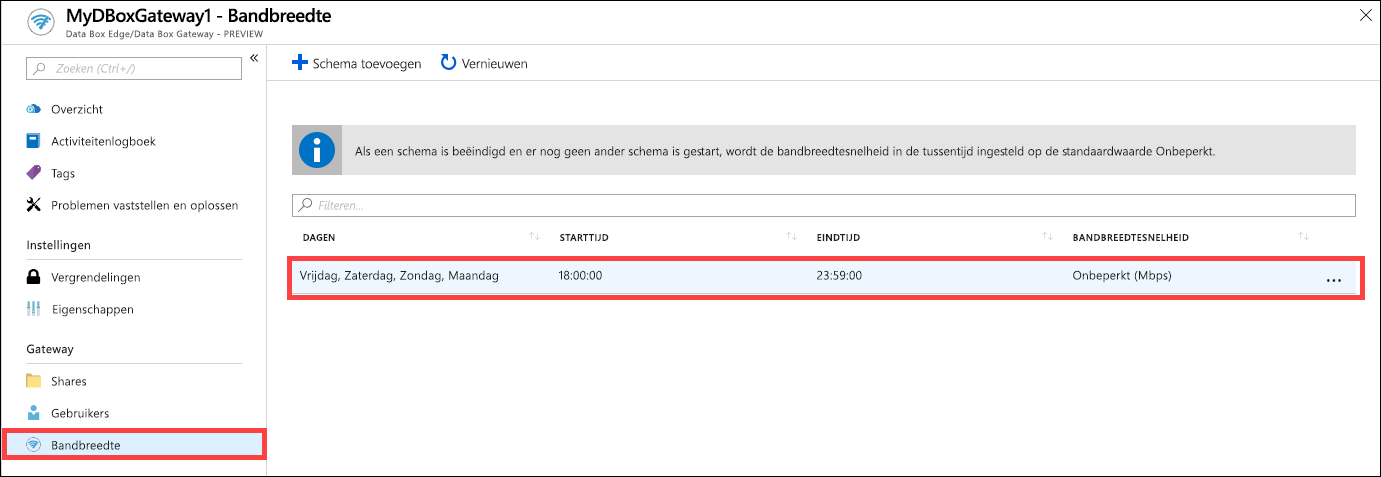 MyDBoxGateway1 - Bandbreedte
Data Box Edge/Data Box Gateway - PREVIEW
Zoeken (Ctrl+/)
«
Overzicht
Activiteitenlogboek
Tags
Problemen vaststellen en oplossen
Instellingen
Vergrendelingen
Eigenschappen
Gateway
Shares
Gebruikers
Bandbreedte
Schema toevoegen Vernieuwen
Als een schema is beëindigd en er nog geen ander schema is gestart, wordt de bandbreedtesnelheid in de tussentijd ingesteld op de standaardwaarde Onbeperkt.
Filteren...
DAGEN STARTTIJD EINDTIJD BANDBREEDTESNELHEID
Vrijdag, Zaterdag, Zondag, Maandag 18:00:00 23:59:00 Onbeperkt (Mbps) ...